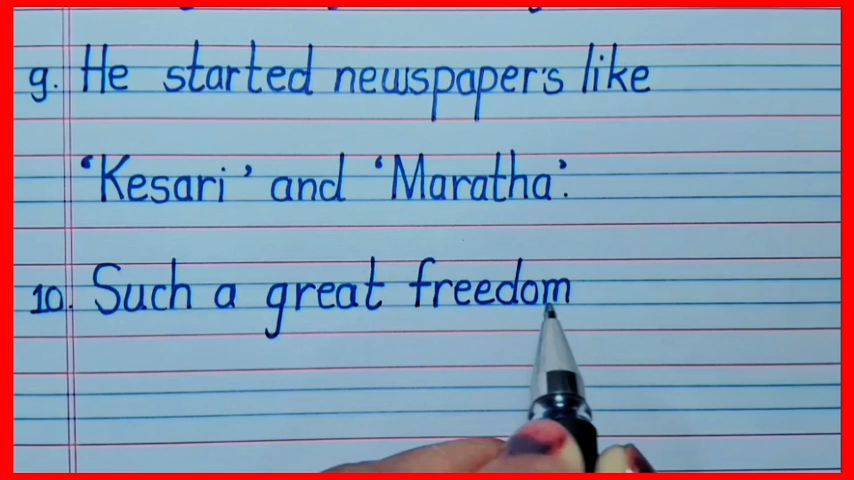 9. He started newspapers like
'Kesari' and 'Maratha'.
10. Such a great freedom